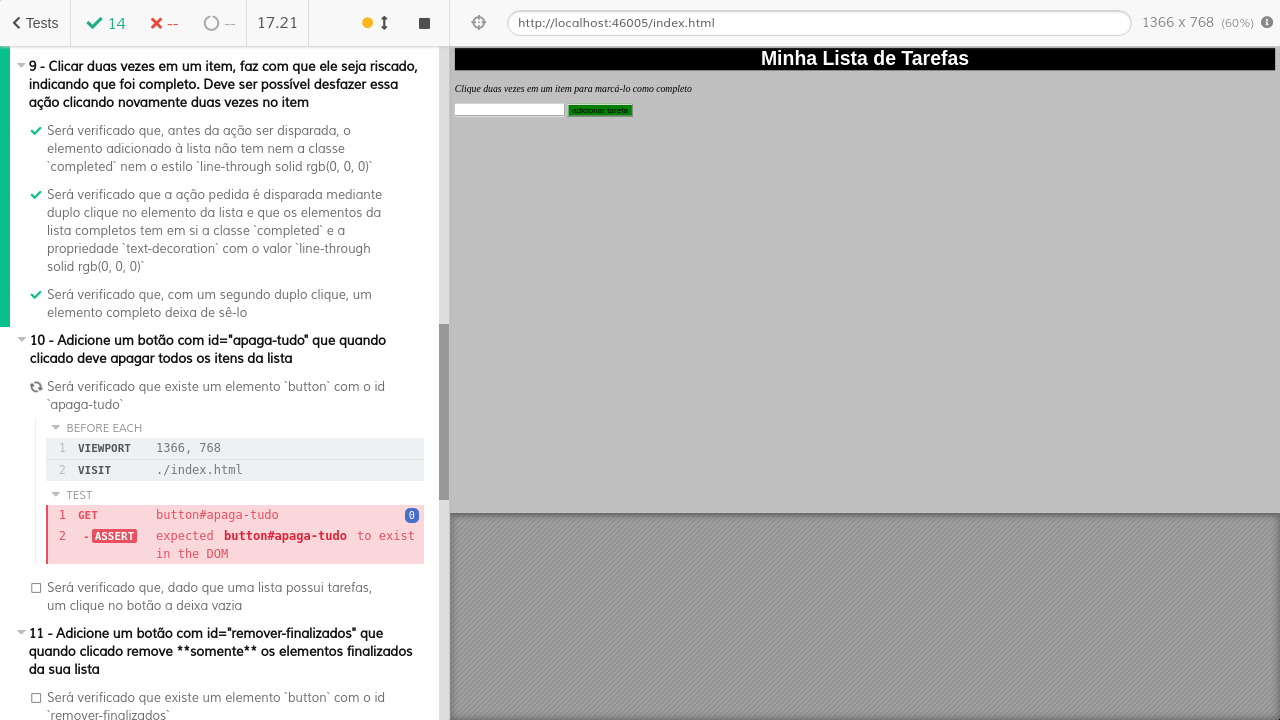 Tests
14
--
--
17.21
http://localhost:46005/index.html
1366 x 768 (60%)
9 - Clicar duas vezes em um item, faz com que ele seja riscado,
indicando que foi completo. Deve ser possível desfazer essa
ação clicando novamente duas vezes no item
Será verificado que, antes da ação ser disparada, o
elemento adicionado à lista não tem nem a classe
`completed` nem o estilo `line-through solid rgb(0, 0, 0)`
Será verificado que a ação pedida é disparada mediante
duplo clique no elemento da lista e que os elementos da
lista completos tem em si a classe `completed` e a
propriedade `text-decoration` com o valor `line-through
solid rgb(0, 0, 0)`
Será verificado que, com um segundo duplo clique, um
elemento completo deixa de sê-lo
10 - Adicione um botão com id="apaga-tudo" que quando
clicado deve apagar todos os itens da lista
Será verificado que existe um elemento `button` com o id
`apaga-tudo`
BEFORE EACH
1 VIEWPORT 1366, 768
2 VISIT ./index.html
TEST
1 GET button#apaga-tudo 0
2 -ASSERT expected button#apaga-tudo to exist
in the DOM
Será verificado que, dado que uma lista possui tarefas,
um clique no botão a deixa vazia
11 - Adicione um botão com id="remover-finalizados" que
quando clicado remove **somente** os elementos finalizados
da sua lista
Será verificado que existe um elemento `button` com o id
`remover-finalizados`
Minha Lista de Tarefas
Clique duas vezes em um item para marcá-lo como completo
adicionar tarefa